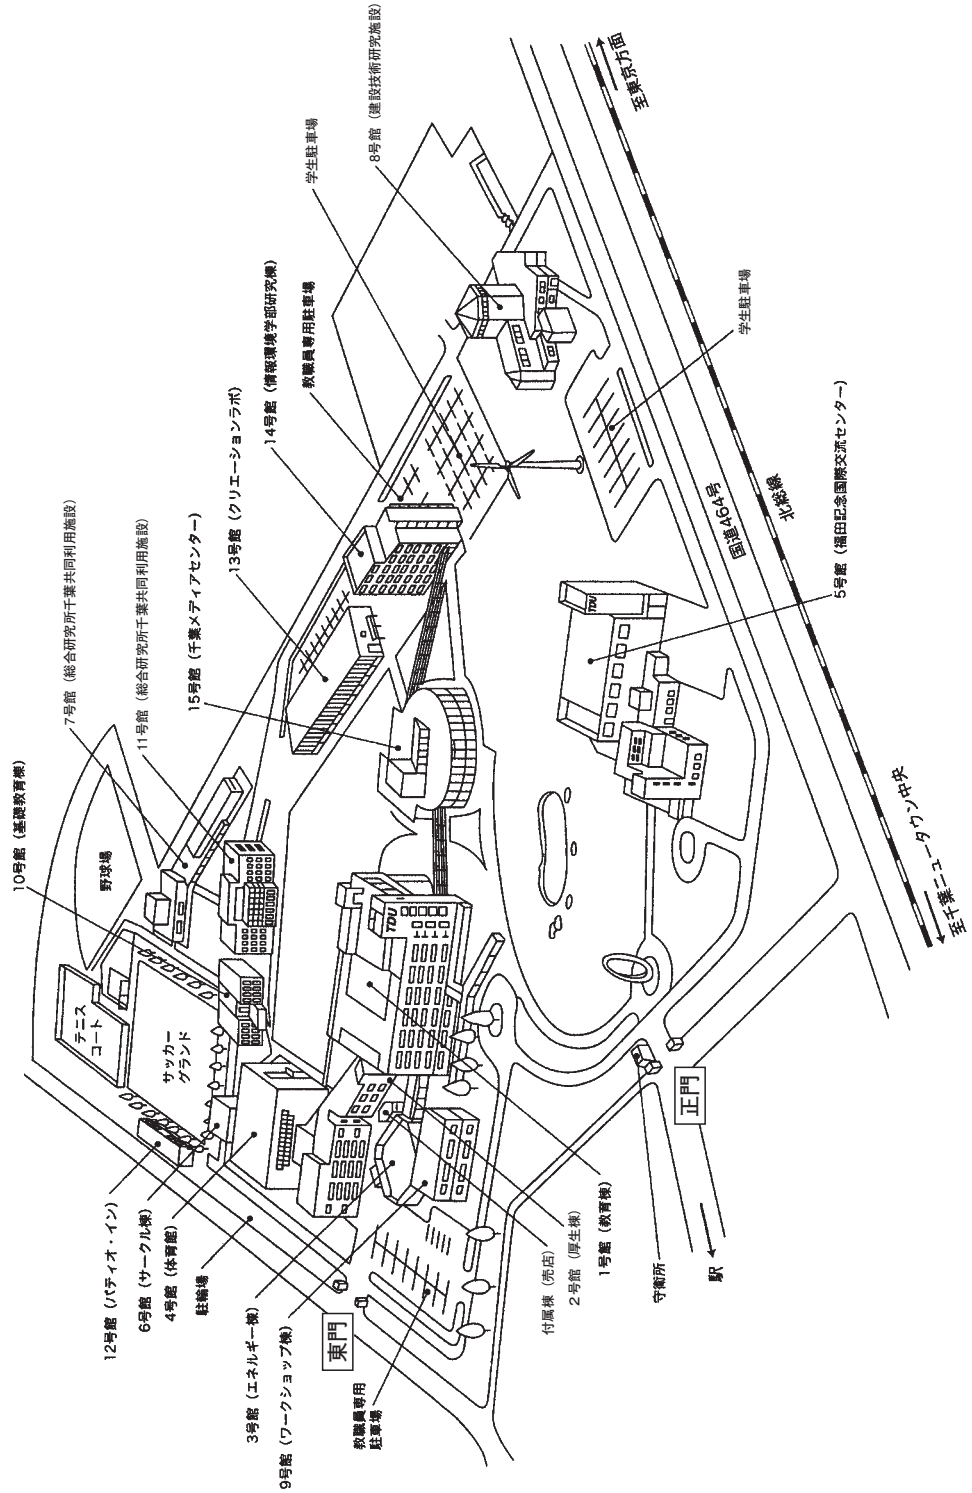 10号館（基礎教育棟）
7号館（総合研究所千葉共同利用施設）
11号館（総合研究所千葉共同利用施設）
15号館（千葉メディアセンター）
13号館（クリエーションラボ）
14号館（情報環境学部研究棟）
教職員専用駐車場
学生駐車場
8号館（建設技術研究施設）
野球場
テニス
コート
サッカー
グランド
TDU
TDU
12号館（パティオ・イン）
6号館（サークル棟）
4号館（体育館）
駐輪場
3号館（エネルギー棟）
9号館（ワークショップ棟）
東門
教職員専用
駐車場
付属棟（売店）
2号館（厚生棟）
1号館（教育棟）
守衛所
正門
駅
学生駐車場
5号館（福田記念国際交流センター）
国道464号
北総線
至東京方面
至千葉ニュータウン中央